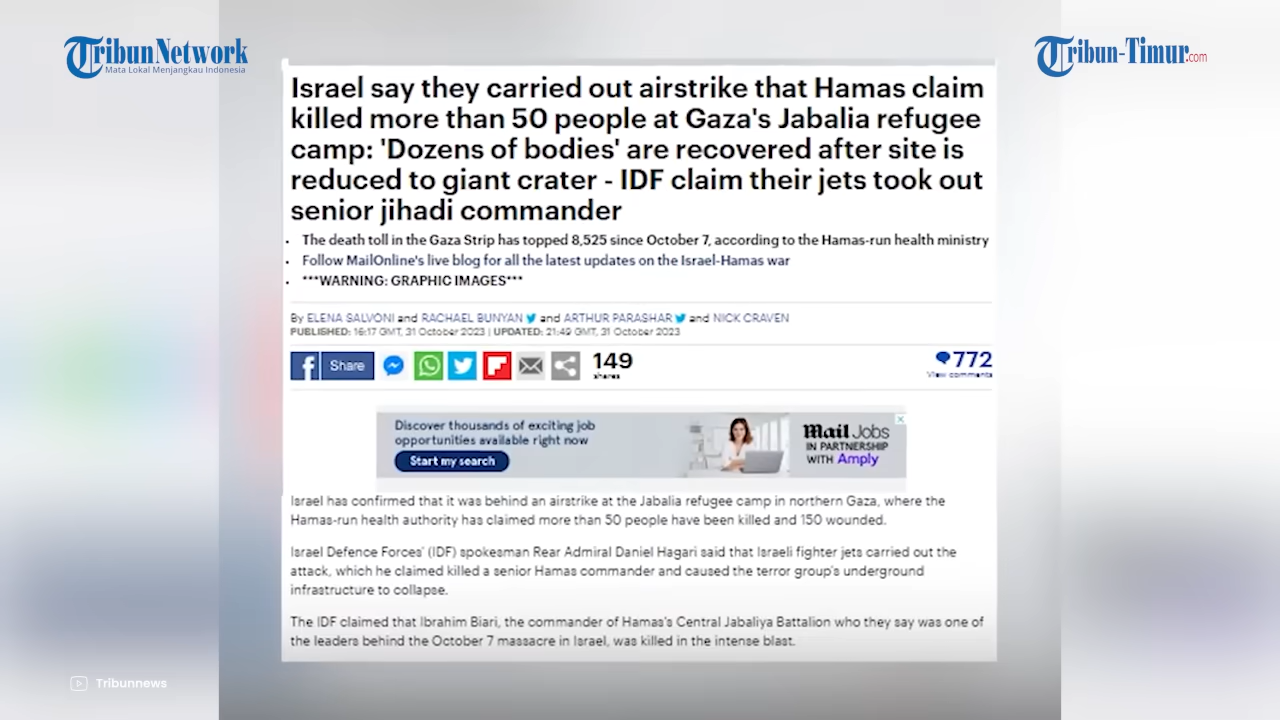 TribunNetwork
Mata Lokal Menjangkau Indonesia
Tribun-Timur.com
Israel say they carried out airstrike that Hamas claim
killed more than 50 people at Gaza's Jabalia refugee
camp: 'Dozens of bodies' are recovered after site is
reduced to giant crater - IDF claim their jets took out
senior jihadi commander
• The death toll in the Gaza Strip has topped 8,525 since October 7, according to the Hamas-run health ministry
• Follow MailOnline's live blog for all the latest updates on the Israel-Hamas war
• ***WARNING: GRAPHIC IMAGES***
By ELENA SALVONI and RACHAEL BUNYAN and ARTHUR PARASHAR and NICK CRAVEN
PUBLISHED: 16:17 GMT, 31 October 2023 | UPDATED: 21:49 GMT, 31 October 2023
Share
149
shares
772
View comments
Discover thousands of exciting job
opportunities available right now
Start my search
Mail Jobs
IN PARTNERSHIP
WITH Amply
Israel has confirmed that it was behind an airstrike at the Jabalia refugee camp in northern Gaza, where the
Hamas-run health authority has claimed more than 50 people have been killed and 150 wounded.
Israel Defence Forces' (IDF) spokesman Rear Admiral Daniel Hagari said that Israeli fighter jets carried out the
attack, which he claimed killed a senior Hamas commander and caused the terror group's underground
infrastructure to collapse.
The IDF claimed that Ibrahim Biari, the commander of Hamas's Central Jabaliya Battalion who they say was one of
the leaders behind the October 7 massacre in Israel, was killed in the intense blast.
Tribunnews